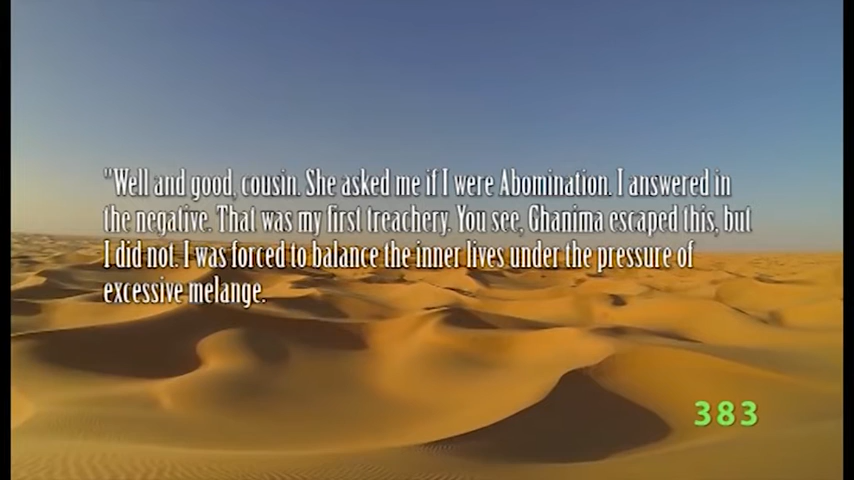 "Well and good, cousin. She asked me if I were Abomination. I answered in
the negative. That was my first treachery. You see, Ghanima escaped this, but
I did not. I was forced to balance the inner lives under the pressure of
excessive melange.
383